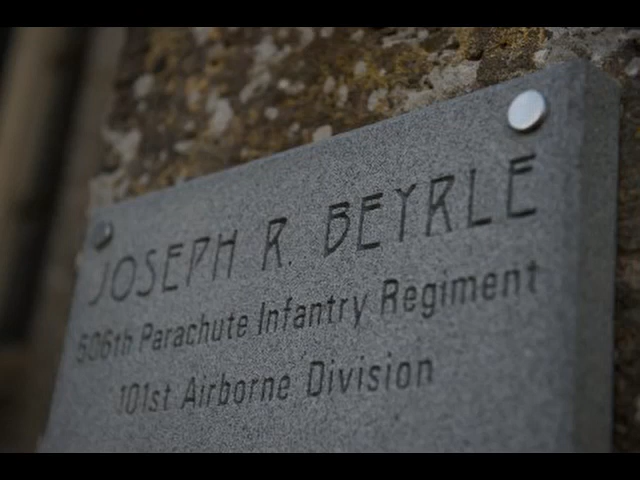 JOSEPH R. BEYRLE
506th Parachute Infantry Regiment
101st Airborne Division